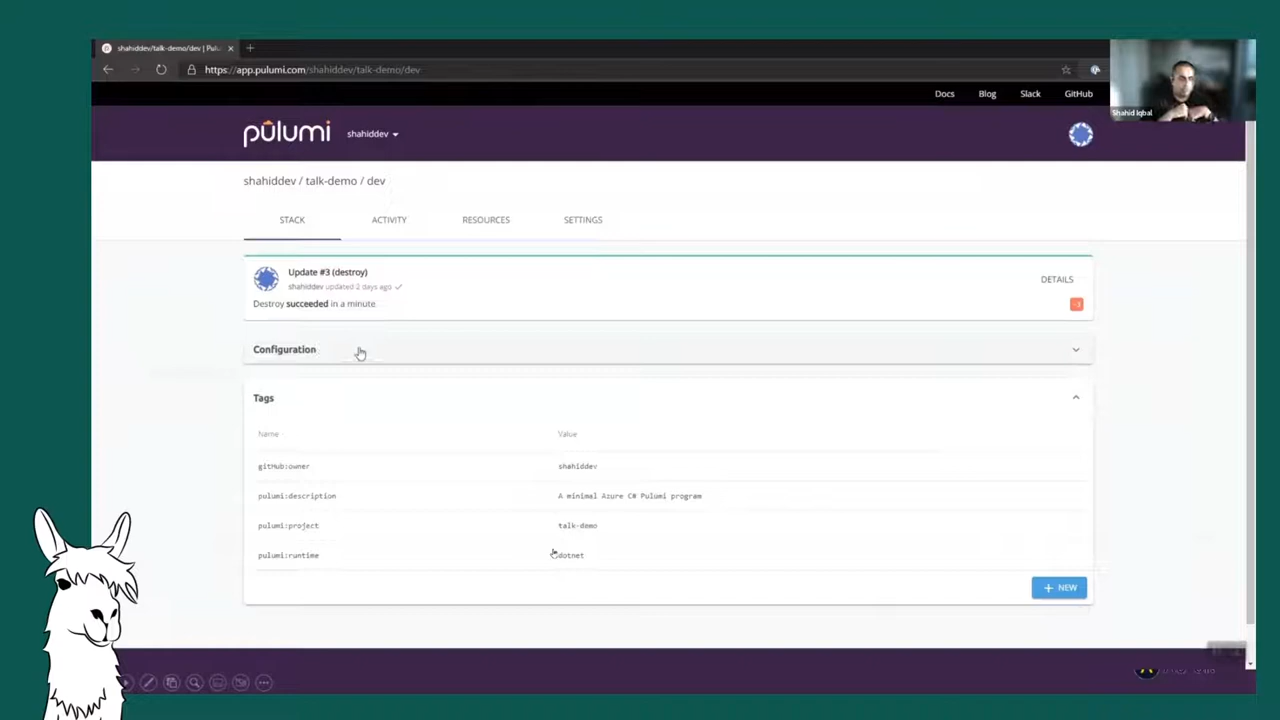 shahiddev/talk-demo/dev | Pulu
https://app.pulumi.com/shahiddev/talk-demo/dev
Docs Blog Slack GitHub
Shahid Iqbal
pulumi shahiddev
shahiddev / talk-demo / dev
STACK ACTIVITY RESOURCES SETTINGS
Update #3 (destroy)
shahiddev updated 2 days ago
DETAILS
Destroy succeeded in a minute
-3
Configuration
Tags
Name Value
gitHub:owner shahiddev
pulumi:description A minimal Azure C# Pulumi program
pulumi:project talk-demo
pulumi:runtime dotnet
+ NEW